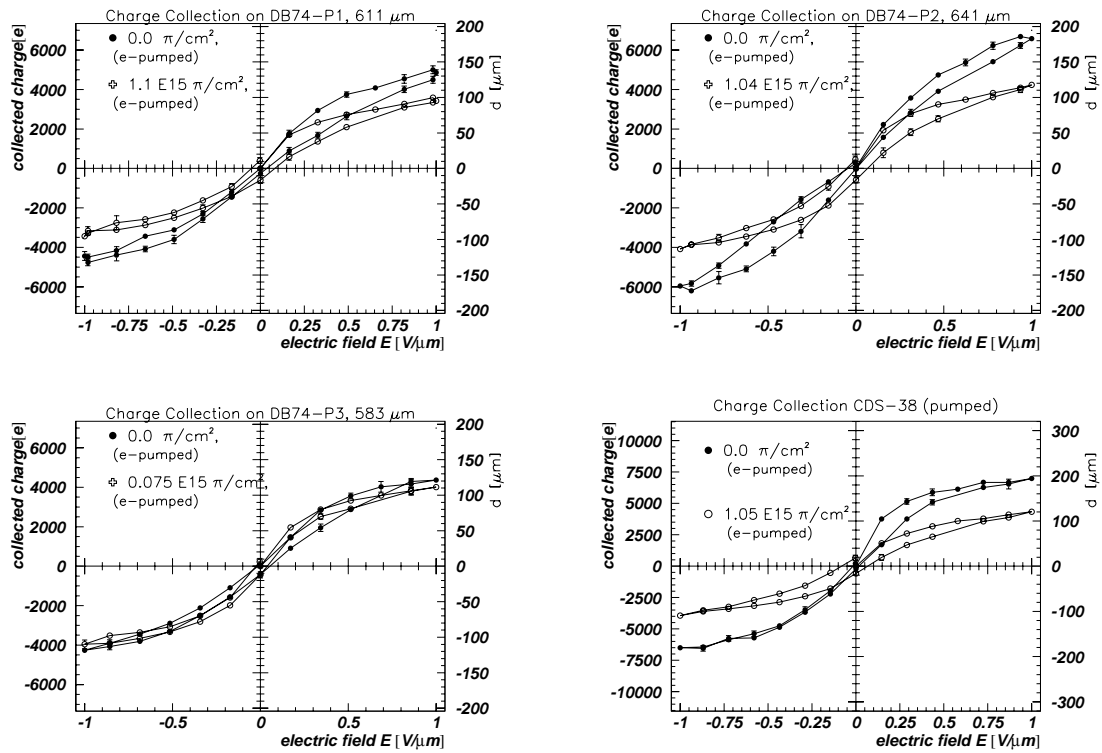 Charge Collection on DB74-P1, 611 μm
collected charge[e]
6000
4000
2000
0
-2000
-4000
-6000
● 0.0 π/cm²,
(e-pumped)
✚ 1.1 E15 π/cm²,
(e-pumped)
200
150
100
50
0
-50
-100
-150
-200
d [μm]
-1 -0.75 -0.5 -0.25 0 0.25 0.5 0.75 1
electric field E [V/μm]
Charge Collection on DB74-P2, 641 μm
collected charge[e]
6000
4000
2000
0
-2000
-4000
-6000
● 0.0 π/cm²,
(e-pumped)
✚ 1.04 E15 π/cm²,
(e-pumped)
200
150
100
50
0
-50
-100
-150
-200
d [μm]
-1 -0.75 -0.5 -0.25 0 0.25 0.5 0.75 1
electric field E [V/μm]
Charge Collection on DB74-P3, 583 μm
collected charge[e]
6000
4000
2000
0
-2000
-4000
-6000
● 0.0 π/cm²,
(e-pumped)
✚ 0.075 E15 π/cm²,
(e-pumped)
200
150
100
50
0
-50
-100
-150
-200
d [μm]
-1 -0.5 0 0.5 1
electric field E [V/μm]
Charge Collection CDS-38 (pumped)
collected charge[e]
10000
7500
5000
2500
0
-2500
-5000
-7500
-10000
● 0.0 π/cm²
(e-pumped)
○ 1.05 E15 π/cm²
(e-pumped)
300
200
100
0
-100
-200
-300
d [μm]
-1 -0.75 -0.5 -0.25 0 0.25 0.5 0.75 1
electric field E [V/μm]